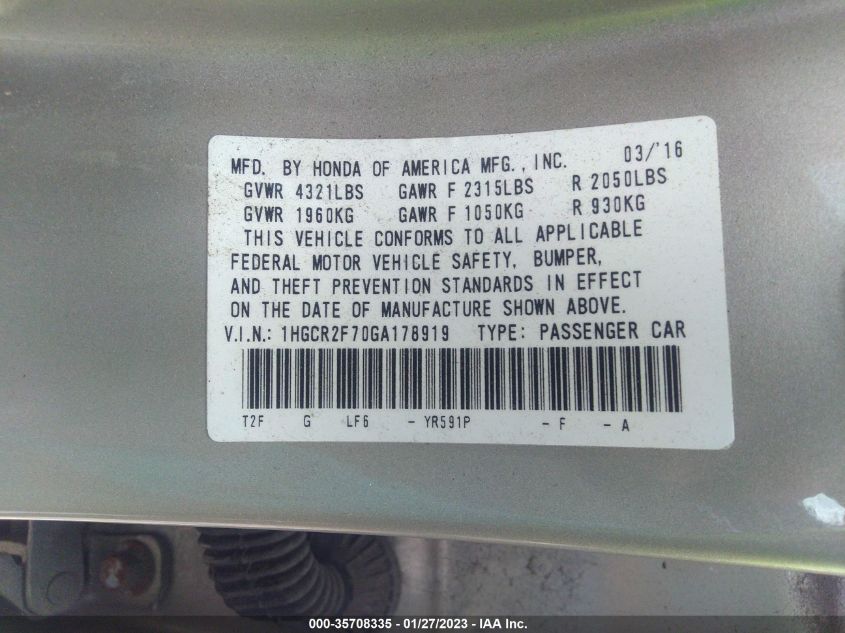 MFD. BY HONDA OF AMERICA MFG., INC. 03/'16
GVWR 4321LBS GAWR F 2315LBS R 2050LBS
GVWR 1960KG GAWR F 1050KG R 930KG
THIS VEHICLE CONFORMS TO ALL APPLICABLE
FEDERAL MOTOR VEHICLE SAFETY, BUMPER,
AND THEFT PREVENTION STANDARDS IN EFFECT
ON THE DATE OF MANUFACTURE SHOWN ABOVE.
V.I.N.: 1HGCR2F70GA178919 TYPE: PASSENGER CAR
T2F G LF6 - YR591P - F - A
000-35708335 - 01/27/2023 - IAA Inc.